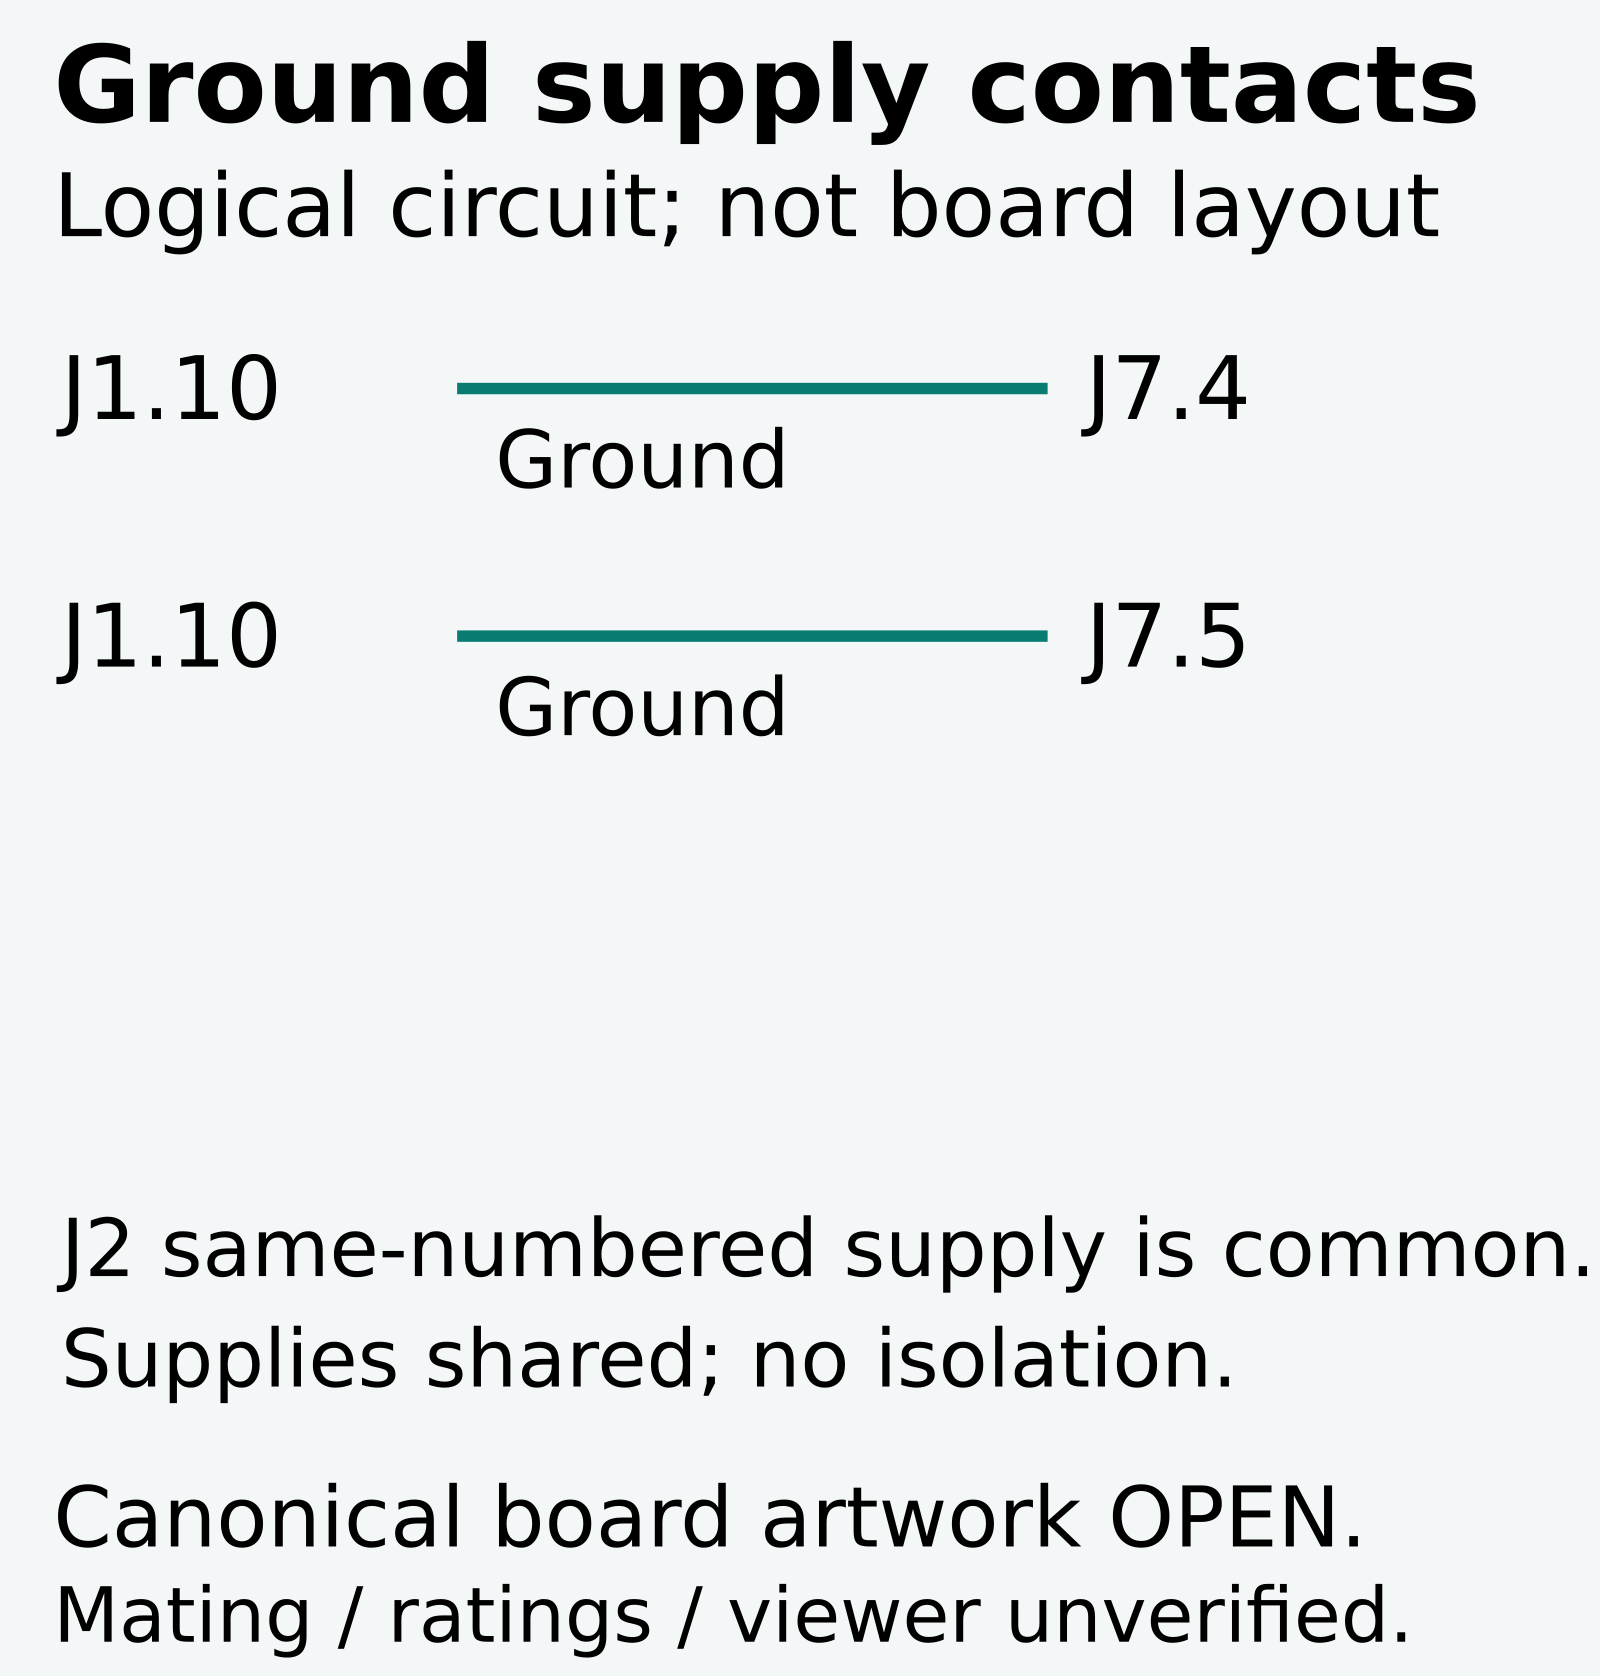 Ground supply contacts
Logical circuit; not board layout
J1.10 J7.4
Ground
J1.10 J7.5
Ground
J2 same-numbered supply is common.
Supplies shared; no isolation.
Canonical board artwork OPEN.
Mating / ratings / viewer unverified.